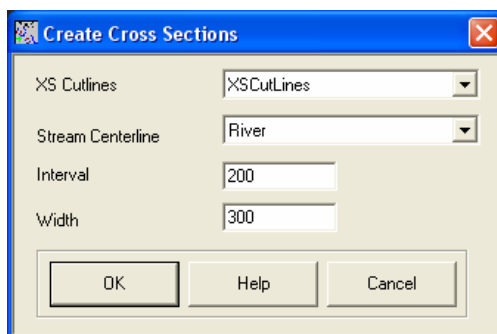 Create Cross Sections
XS Cutlines XSCutLines
Stream Centerline River
Interval 200
Width 300
OK Help Cancel